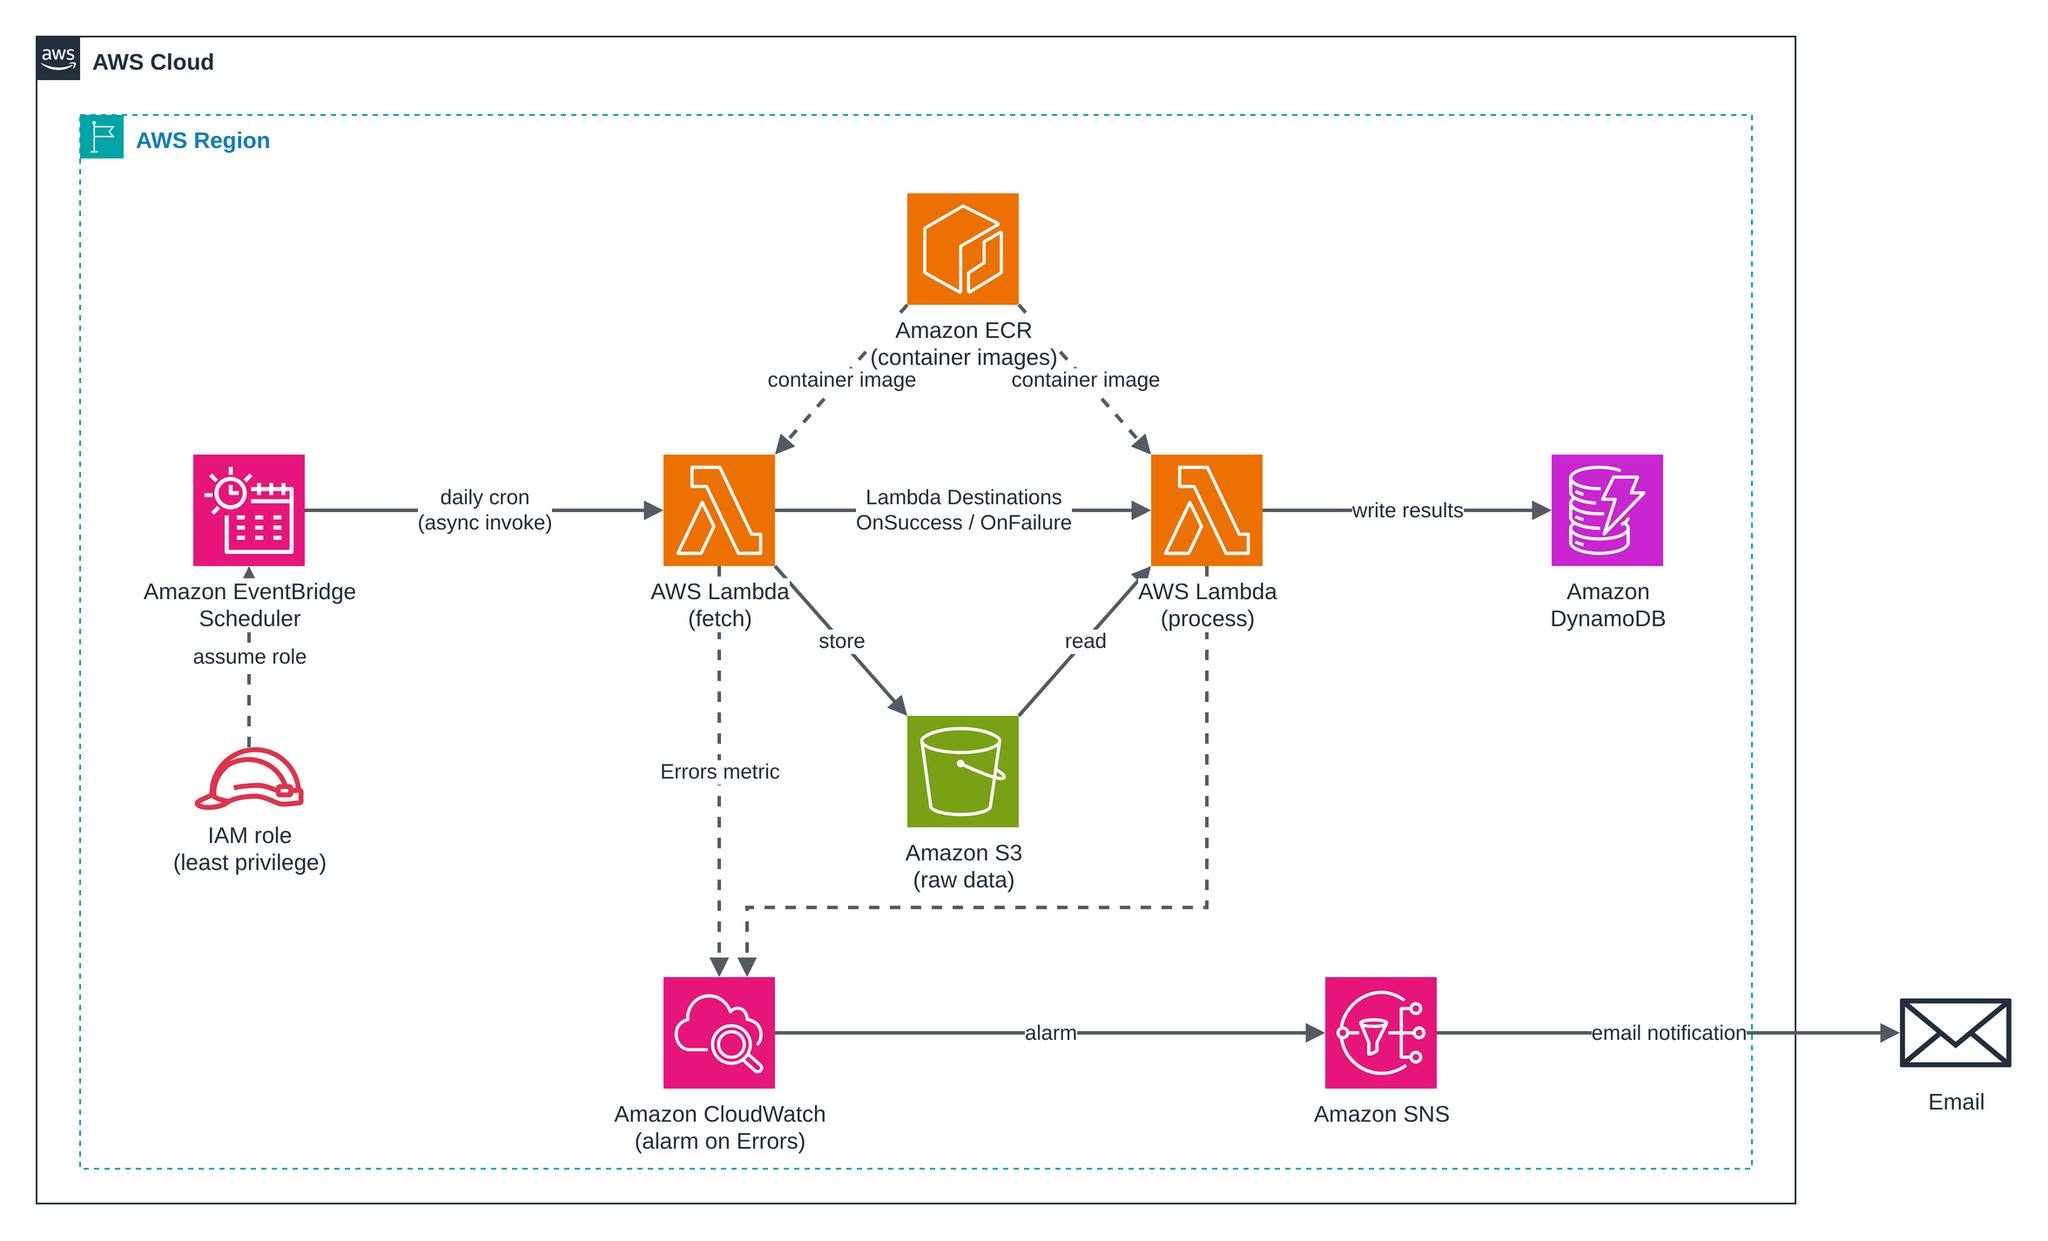 aws
AWS Cloud
AWS Region
Amazon ECR
(container images)
container image
container image
daily cron
(async invoke)
Lambda Destinations
OnSuccess / OnFailure
write results
Amazon EventBridge
Scheduler
AWS Lambda
(fetch)
AWS Lambda
(process)
Amazon
DynamoDB
assume role
store
read
Errors metric
IAM role
(least privilege)
Amazon S3
(raw data)
alarm
email notification
Amazon CloudWatch
(alarm on Errors)
Amazon SNS
Email